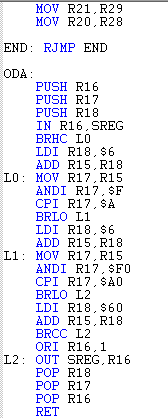 MOV R21,R29
MOV R20,R28
END: RJMP END
ODA:
PUSH R16
PUSH R17
PUSH R18
IN R16,SREG
BRHC L0
LDI R18,$6
ADD R15,R18
L0: MOV R17,R15
ANDI R17,$F
CPI R17,$A
BRLO L1
LDI R18,$6
ADD R15,R18
L1: MOV R17,R15
ANDI R17,$F0
CPI R17,$A0
BRLO L2
LDI R18,$60
ADD R15,R18
BRCC L2
ORI R16,1
L2: OUT SREG,R16
POP R18
POP R17
POP R16
RET